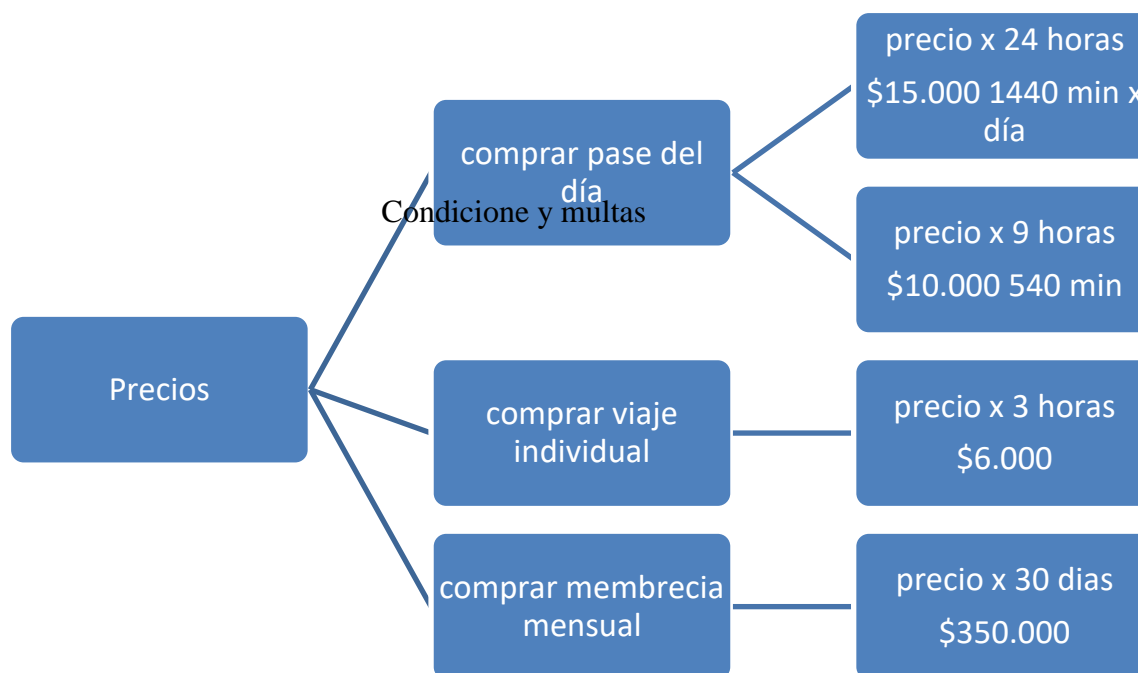 Precios
comprar pase del
día
Condicione y multas
precio x 24 horas
$15.000 1440 min x
día
precio x 9 horas
$10.000 540 min
comprar viaje
individual
precio x 3 horas
$6.000
comprar membrecia
mensual
precio x 30 dias
$350.000